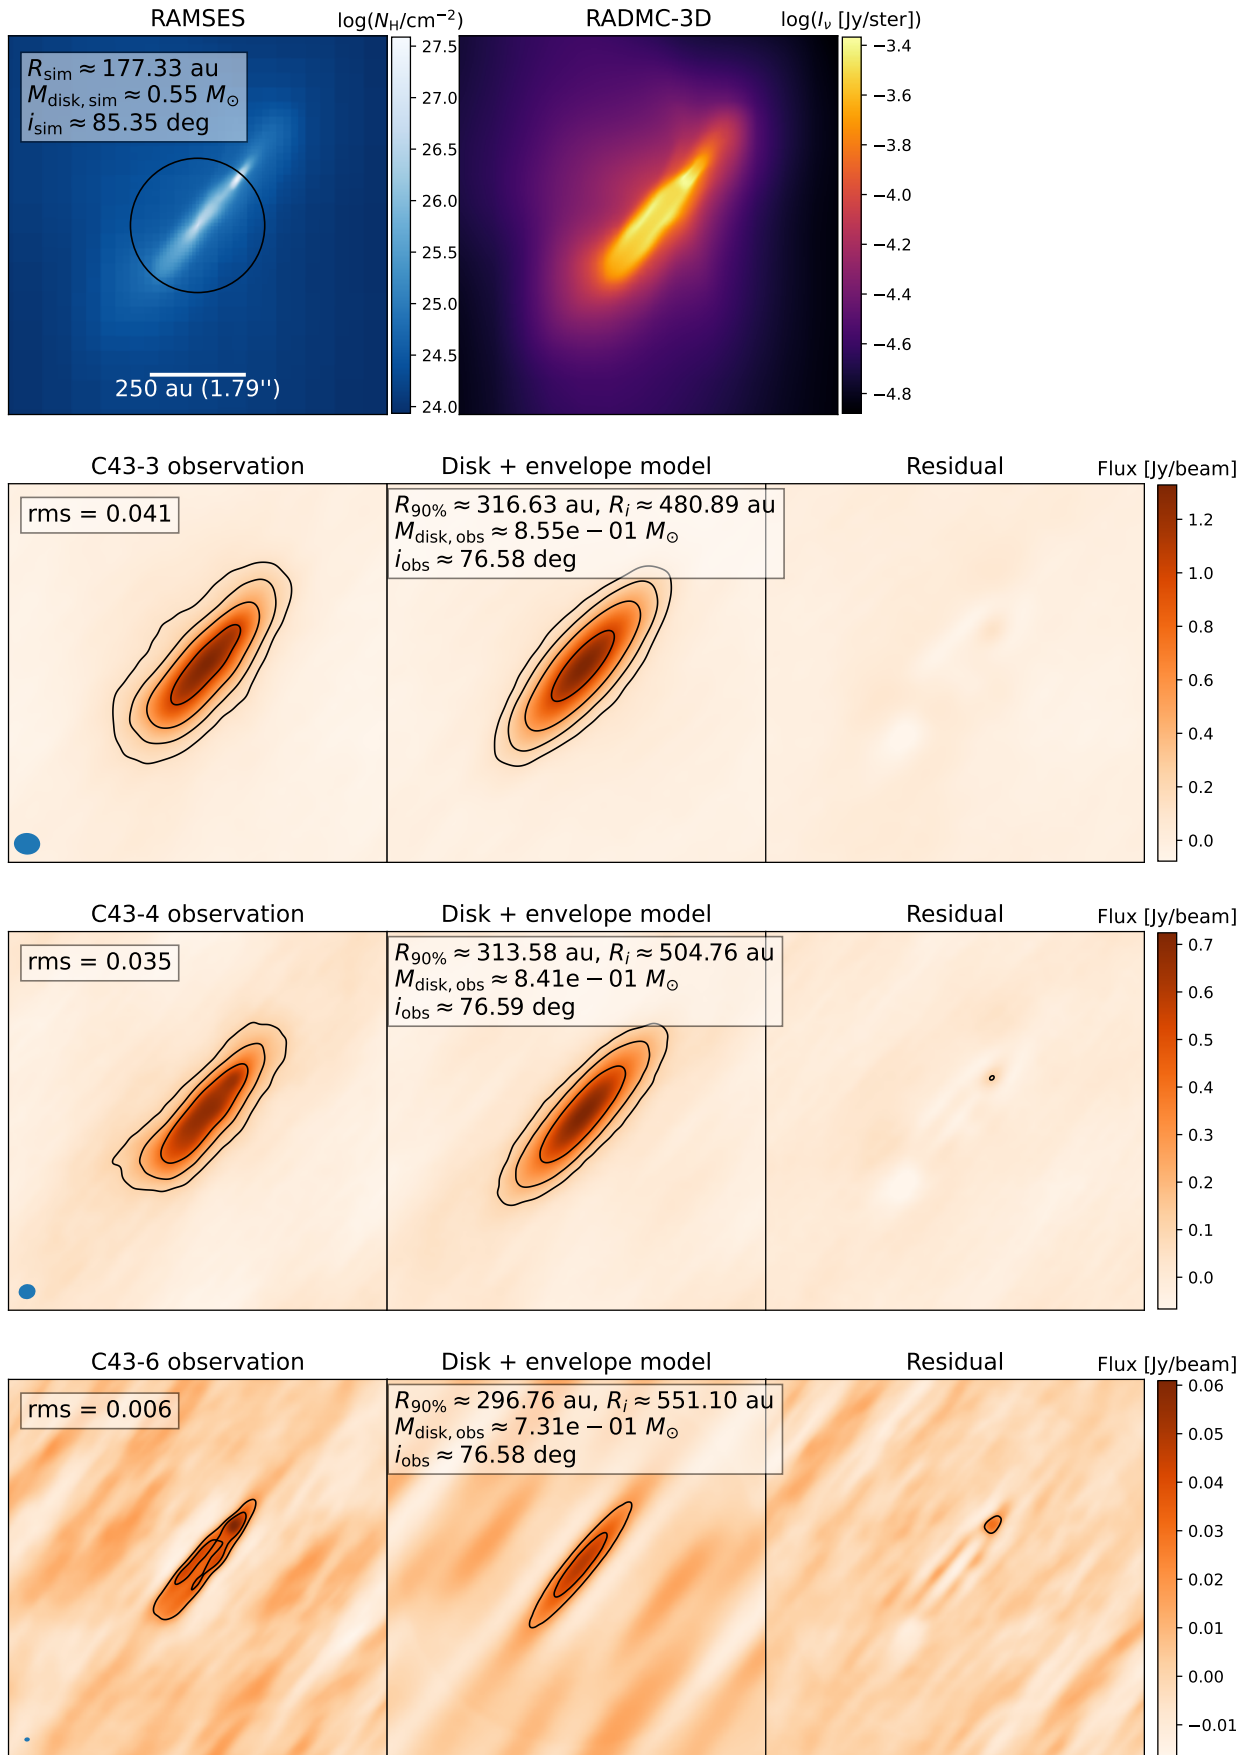 RAMSES
log(N_H/cm⁻²)
RADMC-3D
log(I_ν [Jy/ster])
R_sim ≈ 177.33 au
M_disk, sim ≈ 0.55 M_⊙
i_sim ≈ 85.35 deg
250 au (1.79'')
27.5
27.0
26.5
26.0
25.5
25.0
24.5
24.0
−3.4
−3.6
−3.8
−4.0
−4.2
−4.4
−4.6
−4.8
C43-3 observation
Disk + envelope model
Residual
Flux [Jy/beam]
rms = 0.041
R_90% ≈ 316.63 au, R_i ≈ 480.89 au
M_disk, obs ≈ 8.55e − 01 M_⊙
i_obs ≈ 76.58 deg
1.2
1.0
0.8
0.6
0.4
0.2
0.0
C43-4 observation
Disk + envelope model
Residual
Flux [Jy/beam]
rms = 0.035
R_90% ≈ 313.58 au, R_i ≈ 504.76 au
M_disk, obs ≈ 8.41e − 01 M_⊙
i_obs ≈ 76.59 deg
0.7
0.6
0.5
0.4
0.3
0.2
0.1
0.0
C43-6 observation
Disk + envelope model
Residual
Flux [Jy/beam]
rms = 0.006
R_90% ≈ 296.76 au, R_i ≈ 551.10 au
M_disk, obs ≈ 7.31e − 01 M_⊙
i_obs ≈ 76.58 deg
0.06
0.05
0.04
0.03
0.02
0.01
0.00
−0.01